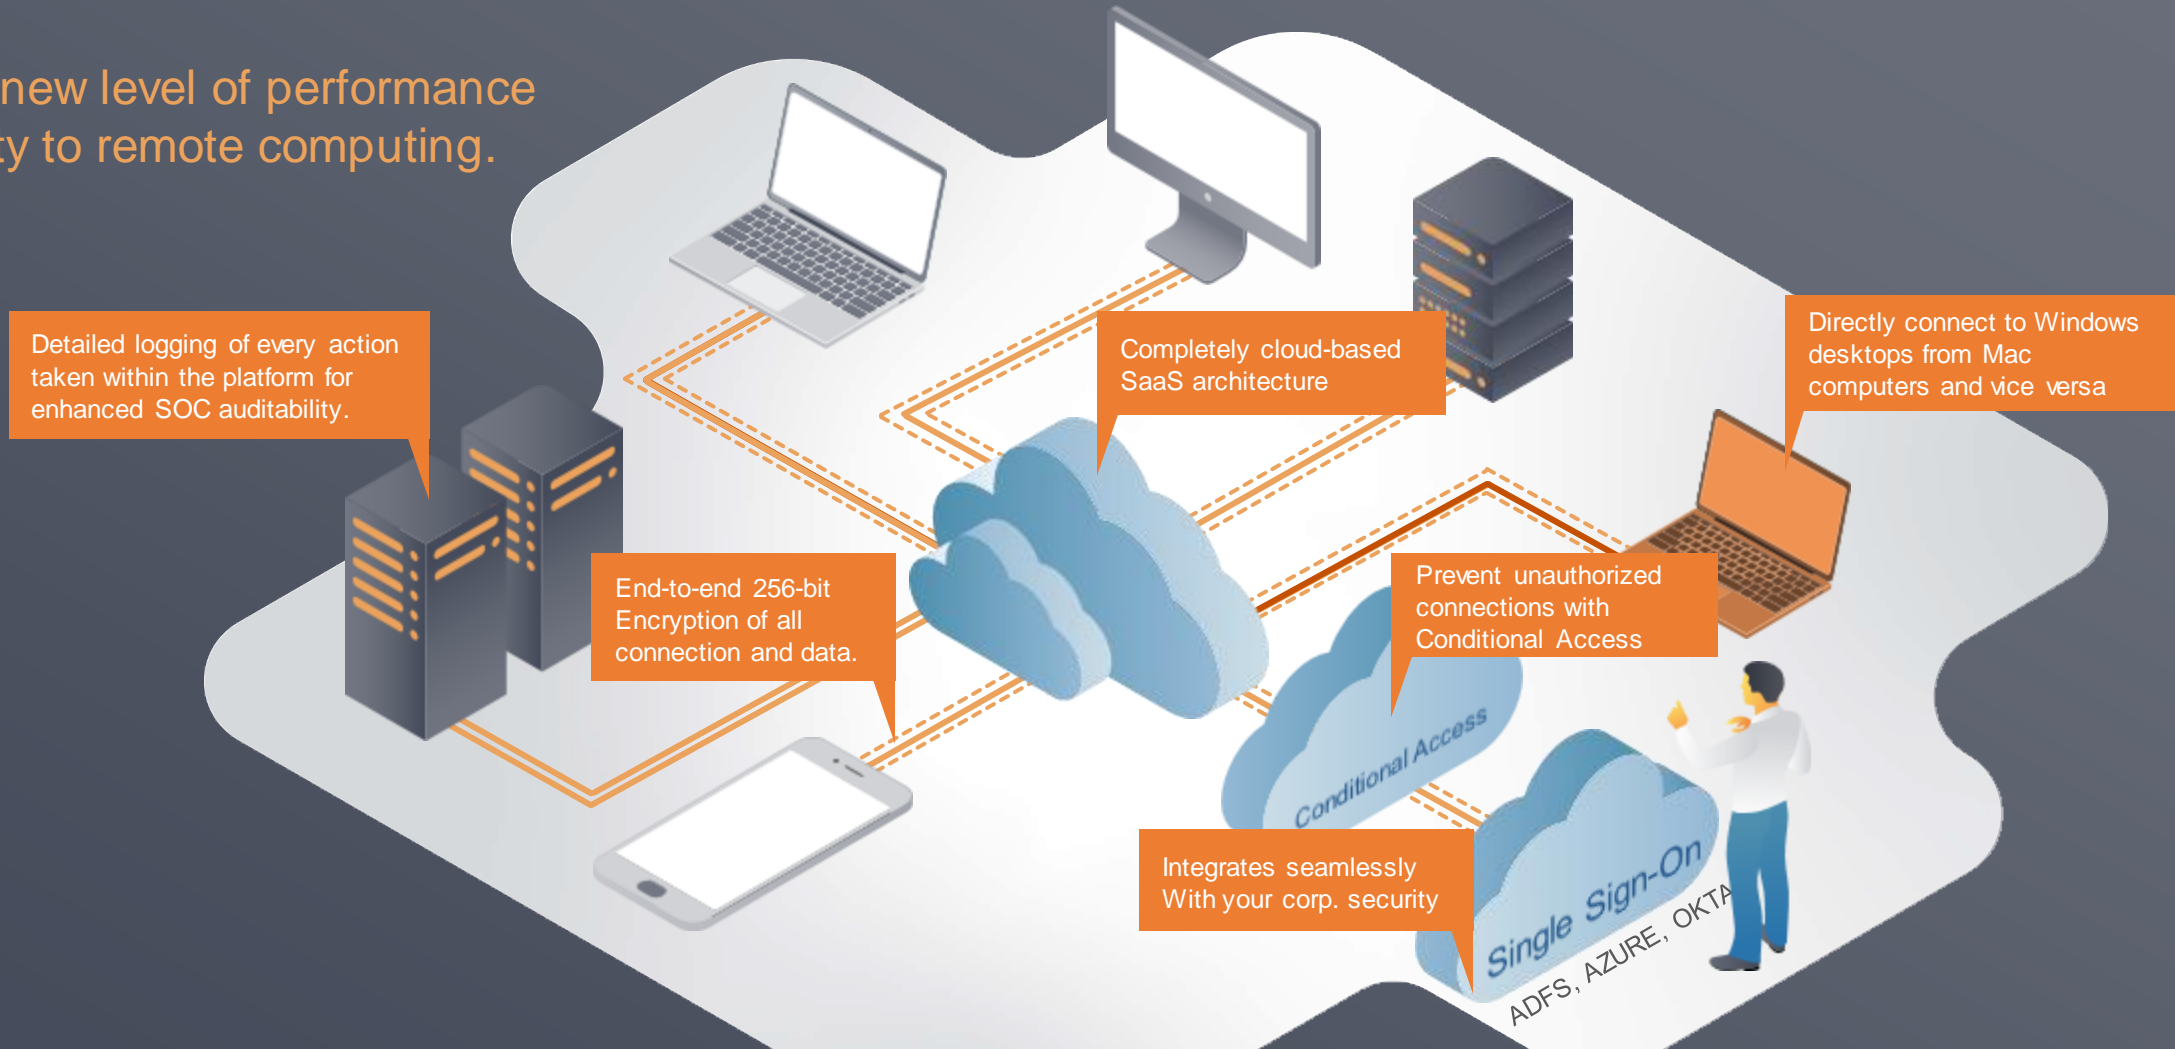 new level of performance
ty to remote computing.
Detailed logging of every action
taken within the platform for
enhanced SOC auditability.
Completely cloud-based
SaaS architecture
Directly connect to Windows
desktops from Mac
computers and vice versa
End-to-end 256-bit
Encryption of all
connection and data.
Prevent unauthorized
connections with
Conditional Access
Conditional Access
Integrates seamlessly
With your corp. security
Single Sign-On
ADFS, AZURE, OKTA